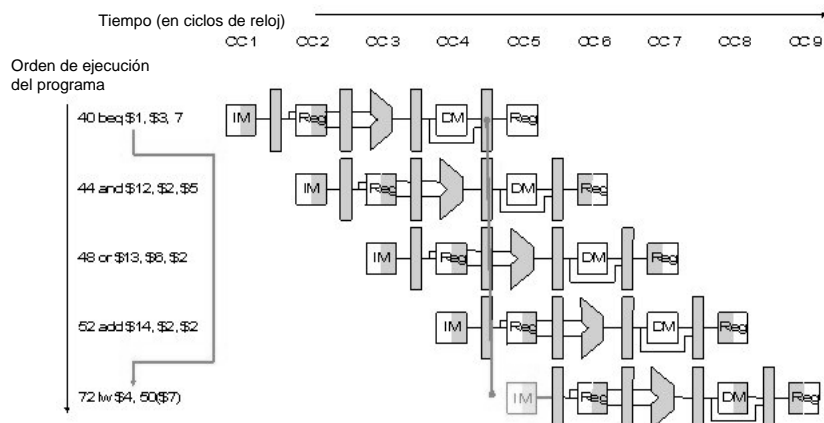 Tiempo (en ciclos de reloj)
CC 1 CC 2 CC 3 CC 4 CC 5 CC 6 CC 7 CC 8 CC 9
Orden de ejecución
del programa
40 beq $1, $3, 7
IM Reg DM Reg
44 and $12, $2, $5
IM Reg DM Reg
48 or $13, $6, $2
IM Reg DM Reg
52 add $14, $2, $2
IM Reg DM Reg
72 lw $4, 50($7)
IM Reg DM Reg